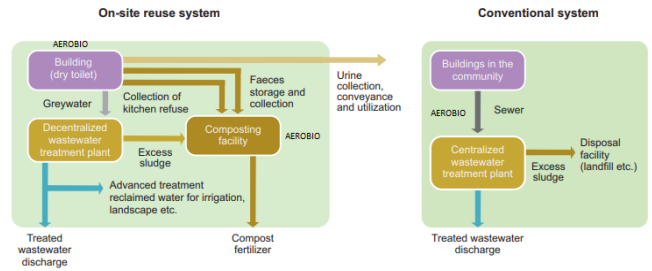 On-site reuse system
AEROBIO
Building
(dry toilet)
Urine
collection,
conveyance
and utilization
Greywater
Collection of
kitchen refuse
Faeces
storage and
collection
Decentralized
wastewater
treatment plant
Excess
sludge
Composting
facility
AEROBIO
Advanced treatment
reclaimed water for irrigation,
landscape etc.
Treated
wastewater
discharge
Compost
fertilizer
Conventional system
Buildings in the
community
AEROBIO
Sewer
Centralized
wastewater
treatment plant
Excess
sludge
Disposal
facility
(landfill etc.)
Treated wastewater
discharge